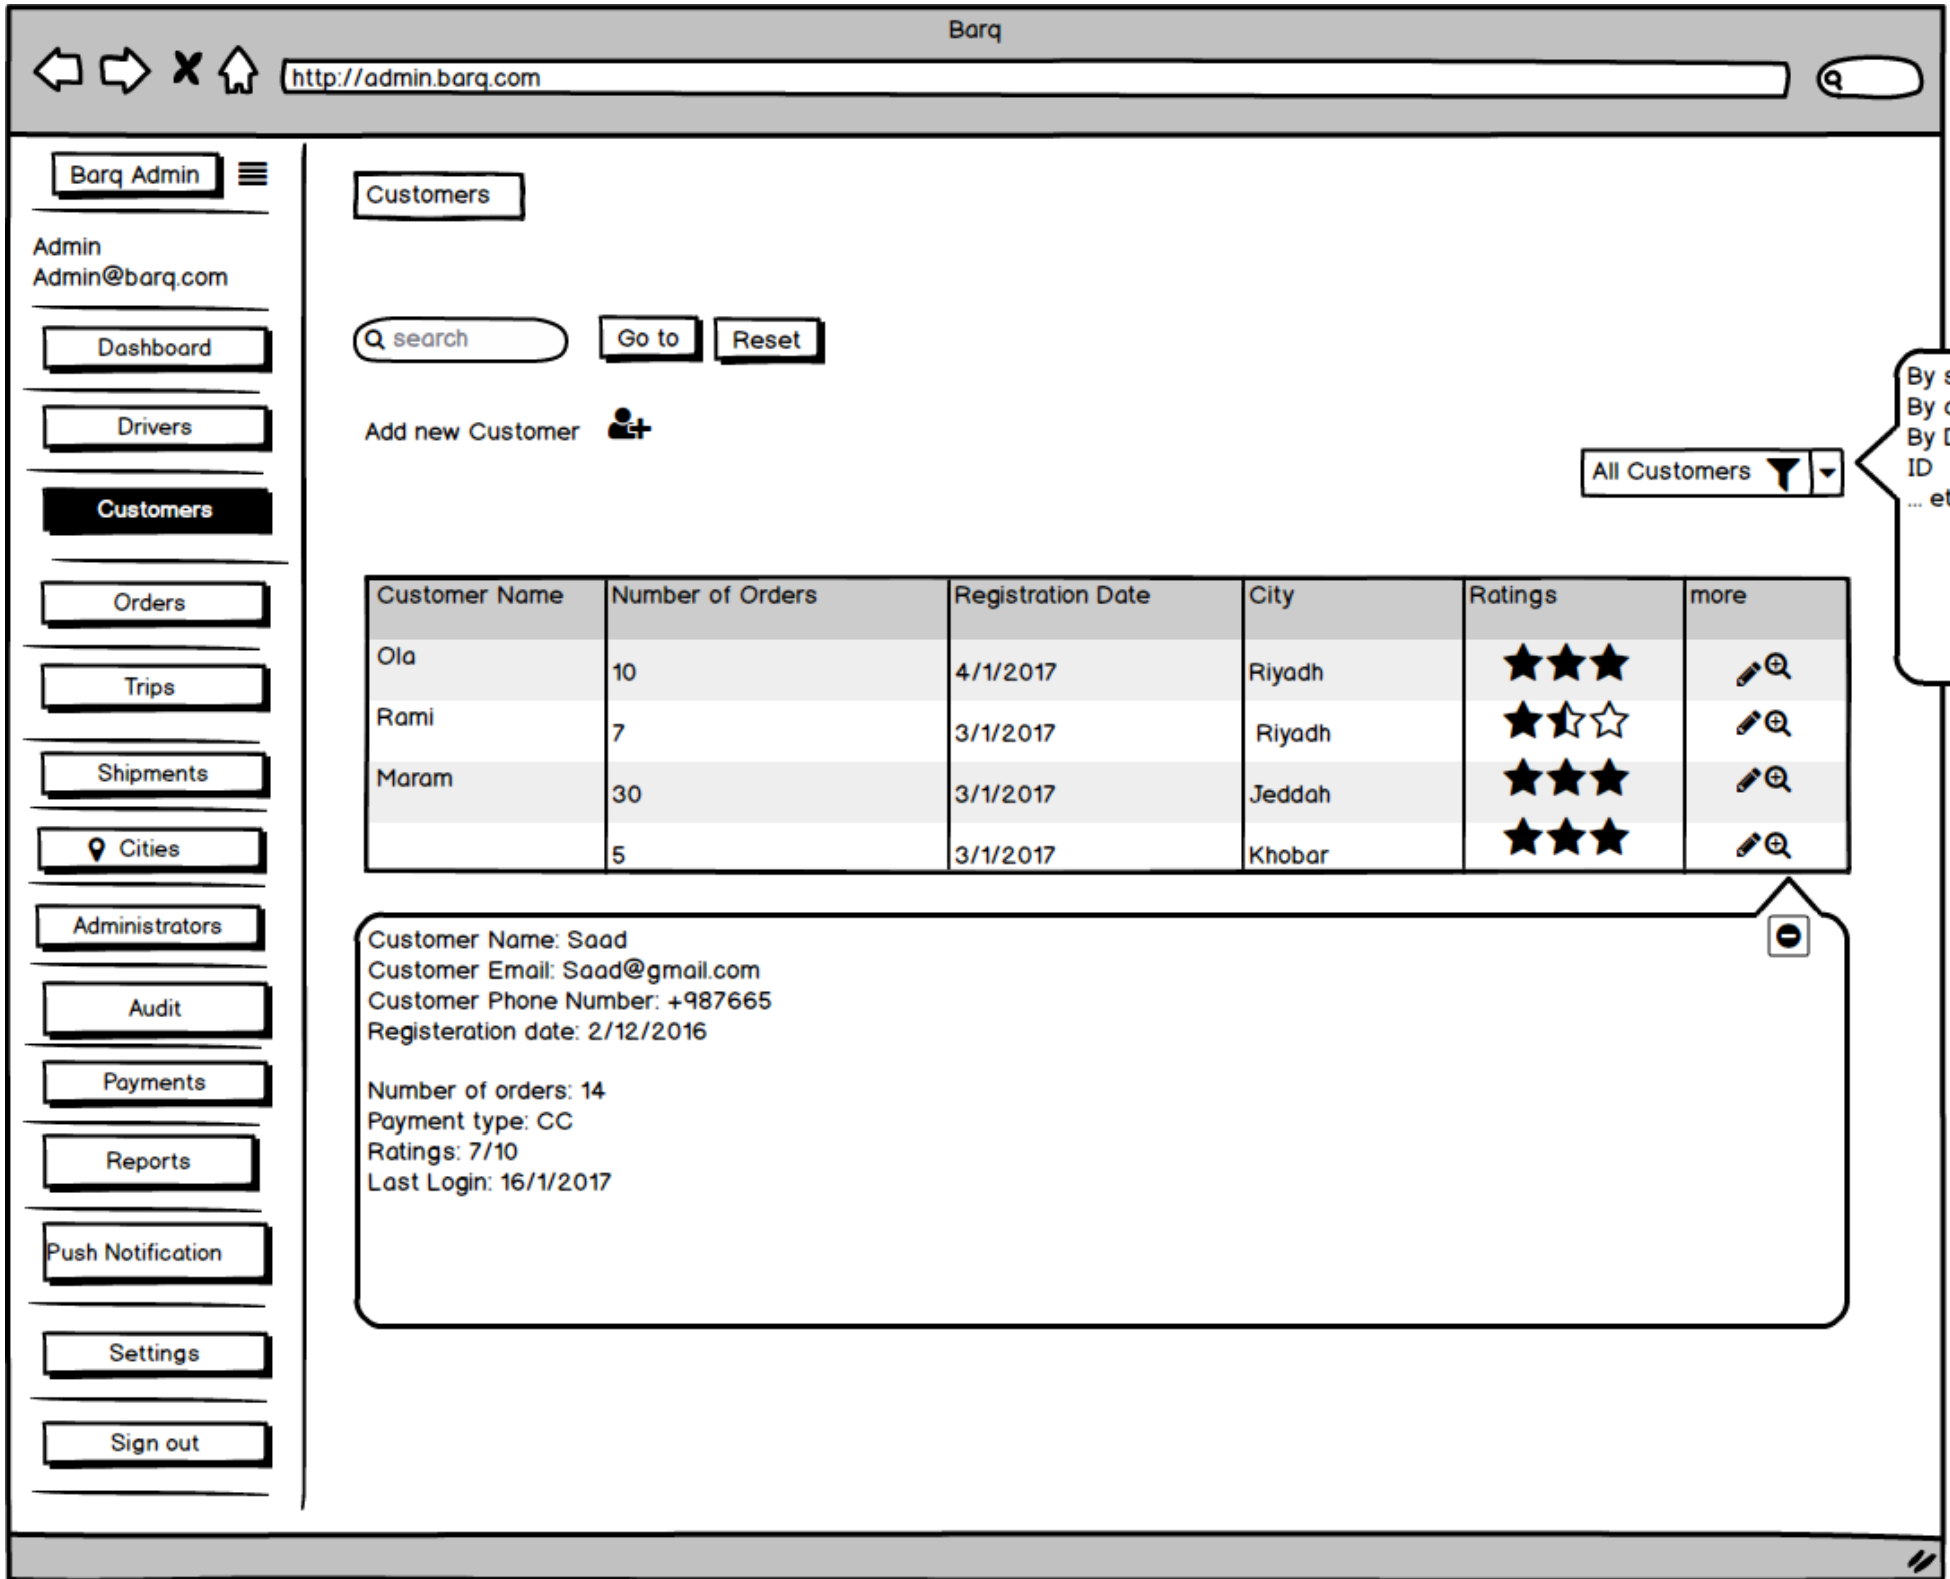 Barq
http://admin.barq.com
Barq Admin
Admin
Admin@barq.com
Dashboard
Drivers
Customers
Orders
Trips
Shipments
Cities
Administrators
Audit
Payments
Reports
Push Notification
Settings
Sign out
Customers
search
Go to
Reset
Add new Customer
All Customers
By
By
By
ID
...
Customer Name Number of Orders Registration Date City Ratings more
Ola 10 4/1/2017 Riyadh
Rami 7 3/1/2017 Riyadh
Maram 30 3/1/2017 Jeddah
5 3/1/2017 Khobar
Customer Name: Saad
Customer Email: Saad@gmail.com
Customer Phone Number: +987665
Registeration date: 2/12/2016
Number of orders: 14
Payment type: CC
Ratings: 7/10
Last Login: 16/1/2017